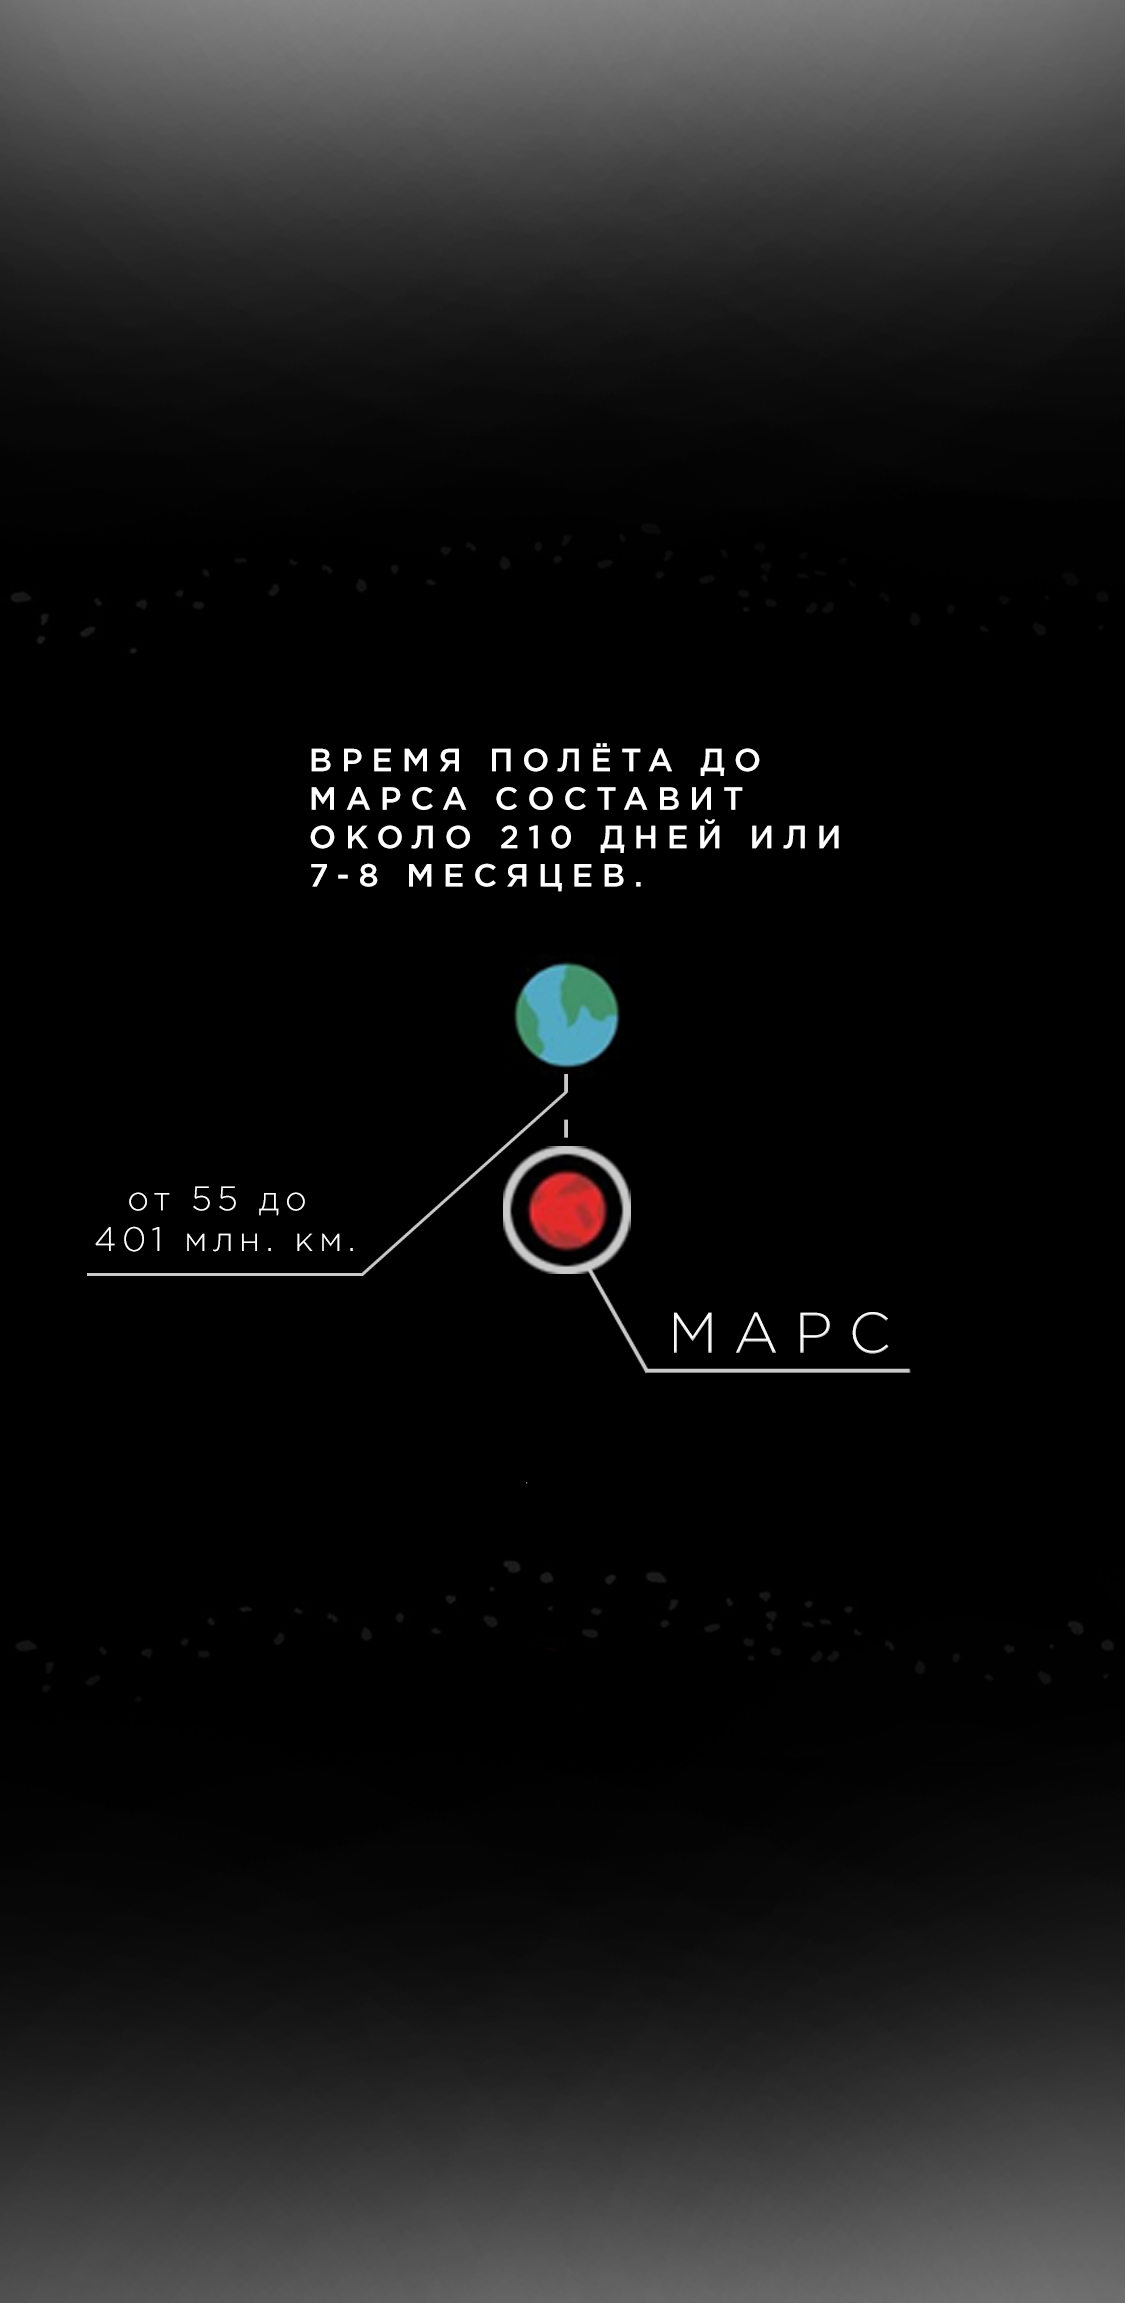 ВРЕМЯ ПОЛЁТА ДО
МАРСА СОСТАВИТ
ОКОЛО 210 ДНЕЙ ИЛИ
7-8 МЕСЯЦЕВ.
от 55 до
401 млн. км.
МАРС